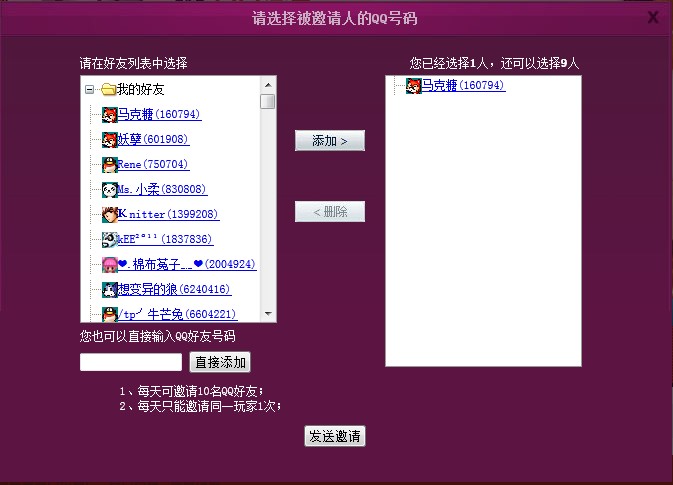 请选择被邀请人的QQ号码
X
请在好友列表中选择
您已经选择1人，还可以选择9人
我的好友
马克糖(160794)
妖孽(601908)
Rene(750704)
Ms.小柔(830808)
Knitter(1399208)
kEE²º¹¹(1837836)
❤.棉布菟子……❤(2004924)
想变异的狼(6240416)
/tp╱ 牛芒兔(6604221)
添加 >
< 删除
马克糖(160794)
您也可以直接输入QQ好友号码
直接添加
1、每天可邀请10名QQ好友；
2、每天只能邀请同一玩家1次；
发送邀请